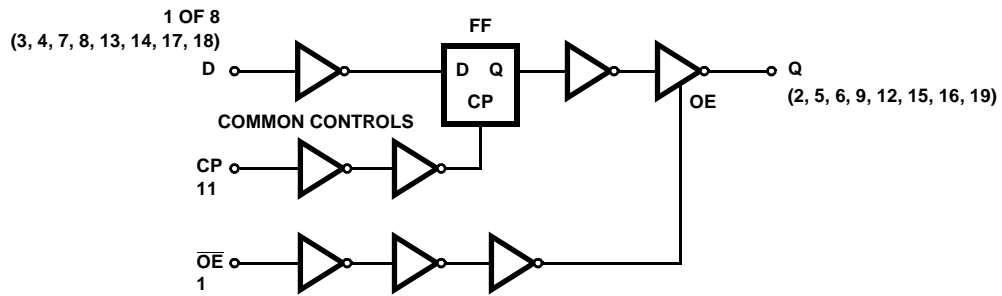 1 OF 8
(3, 4, 7, 8, 13, 14, 17, 18)
FF
D
D Q
CP
Q
OE
(2, 5, 6, 9, 12, 15, 16, 19)
COMMON CONTROLS
CP
11
O̅E̅
1